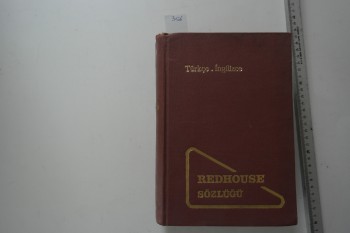 Türkçe - İngilizce
REDHOUSE
SÖZLÜĞÜ